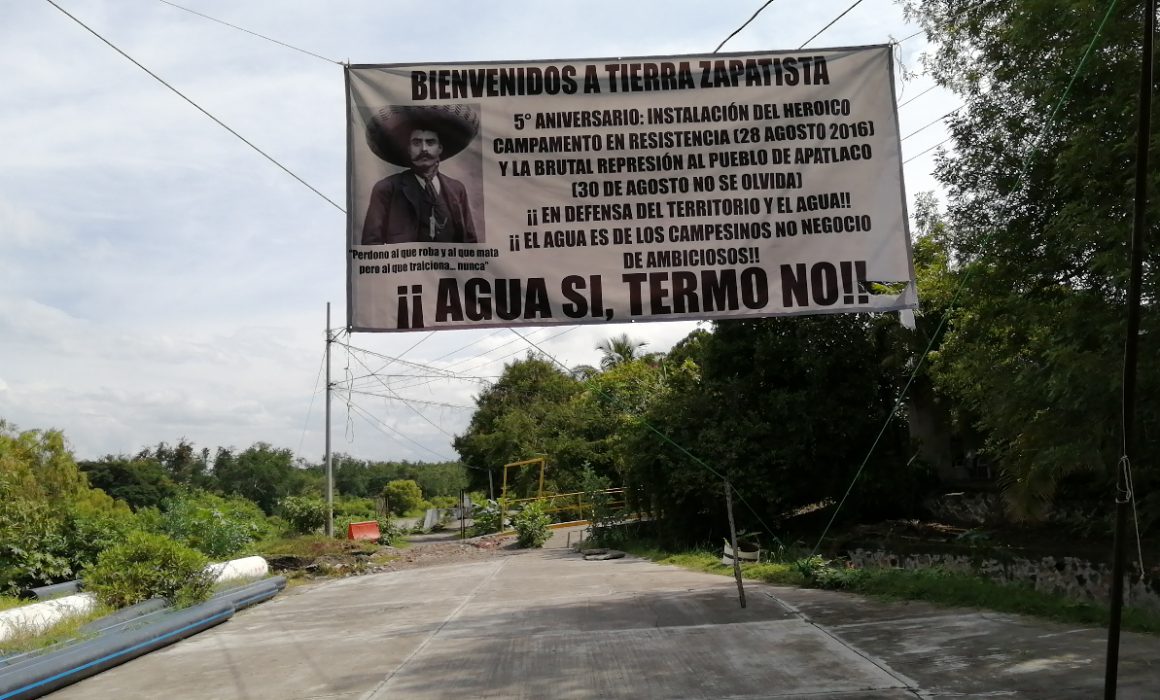 BIENVENIDOS A TIERRA ZAPATISTA
5° ANIVERSARIO: INSTALACIÓN DEL HEROICO
CAMPAMENTO EN RESISTENCIA (28 AGOSTO 2016)
Y LA BRUTAL REPRESIÓN AL PUEBLO DE APATLACO
(30 DE AGOSTO NO SE OLVIDA)
¡¡ EN DEFENSA DEL TERRITORIO Y EL AGUA!!
¡¡ EL AGUA ES DE LOS CAMPESINOS NO NEGOCIO
DE AMBICIOSOS!!
"Perdono al que roba y al que mata
pero al que traiciona... nunca"
¡¡ AGUA SI, TERMO NO!!